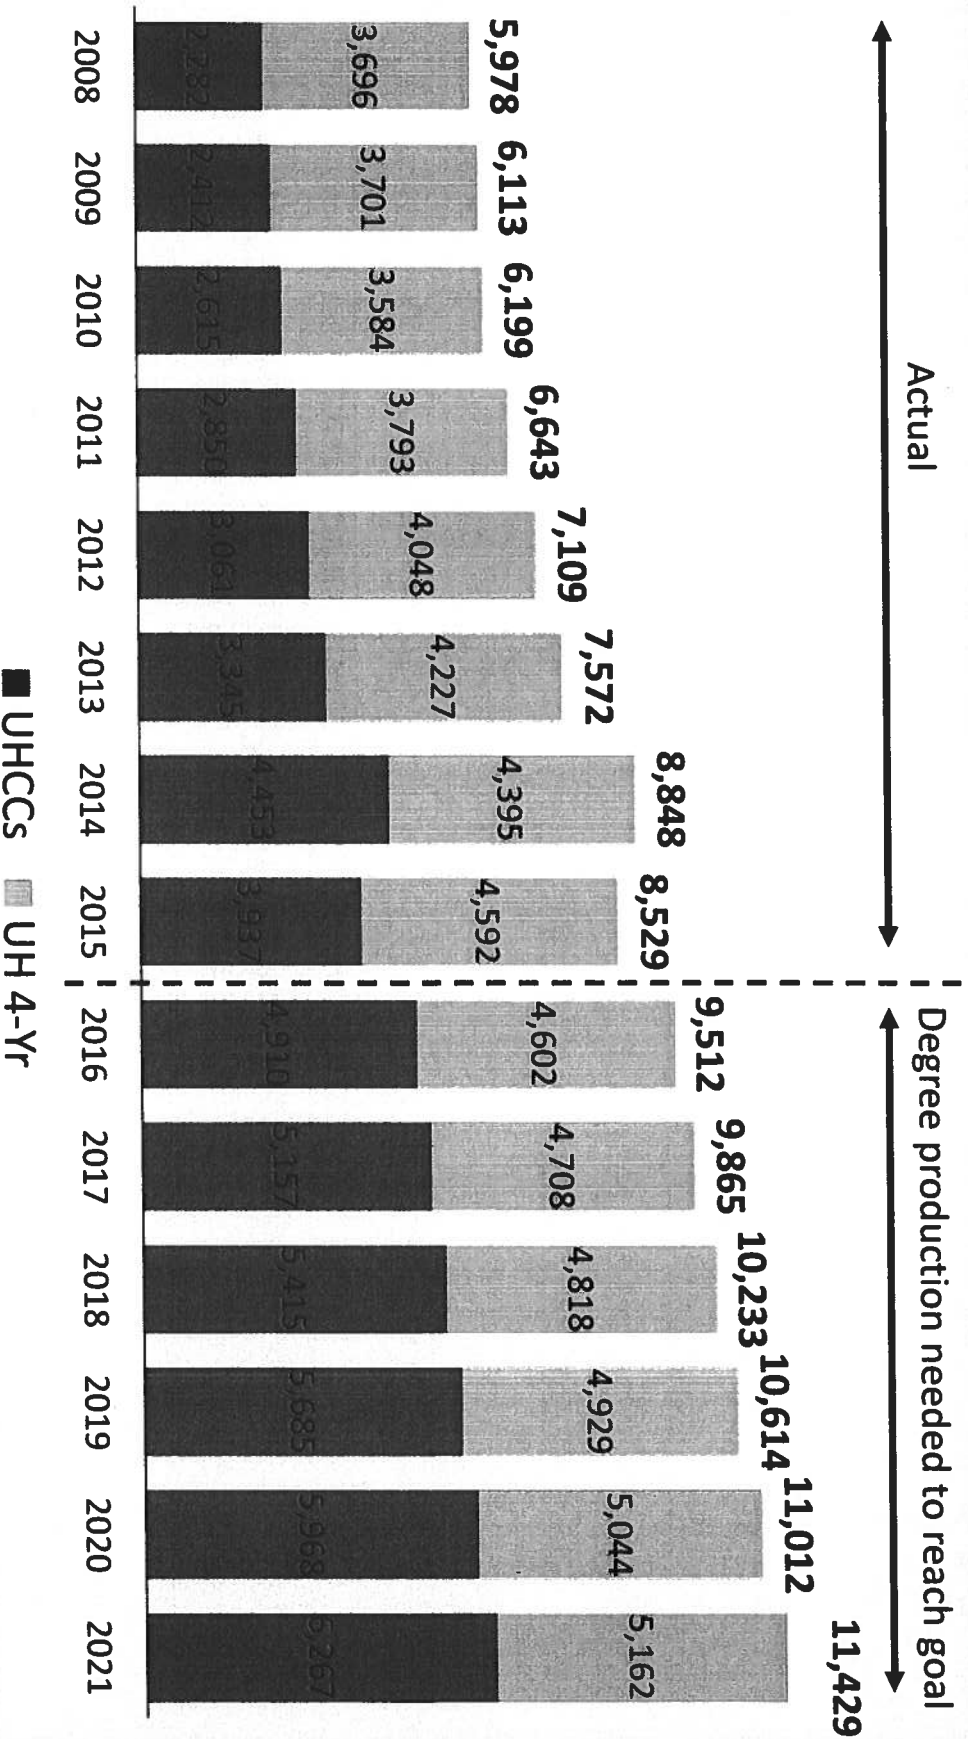 Actual Degree production needed to reach goal
5,978 6,113 6,199 6,643 7,109 7,572 8,848 8,529 9,512 9,865 10,233 10,614 11,012 11,429
3,696 3,701 3,584 3,793 4,048 4,227 4,395 4,592 4,602 4,708 4,818 4,929 5,044 5,162
2,282 2,412 2,615 2,850 3,061 3,345 4,453 3,937 4,910 5,157 5,415 5,685 5,968 6,267
2008 2009 2010 2011 2012 2013 2014 2015 2016 2017 2018 2019 2020 2021
UHCCs UH 4-Yr